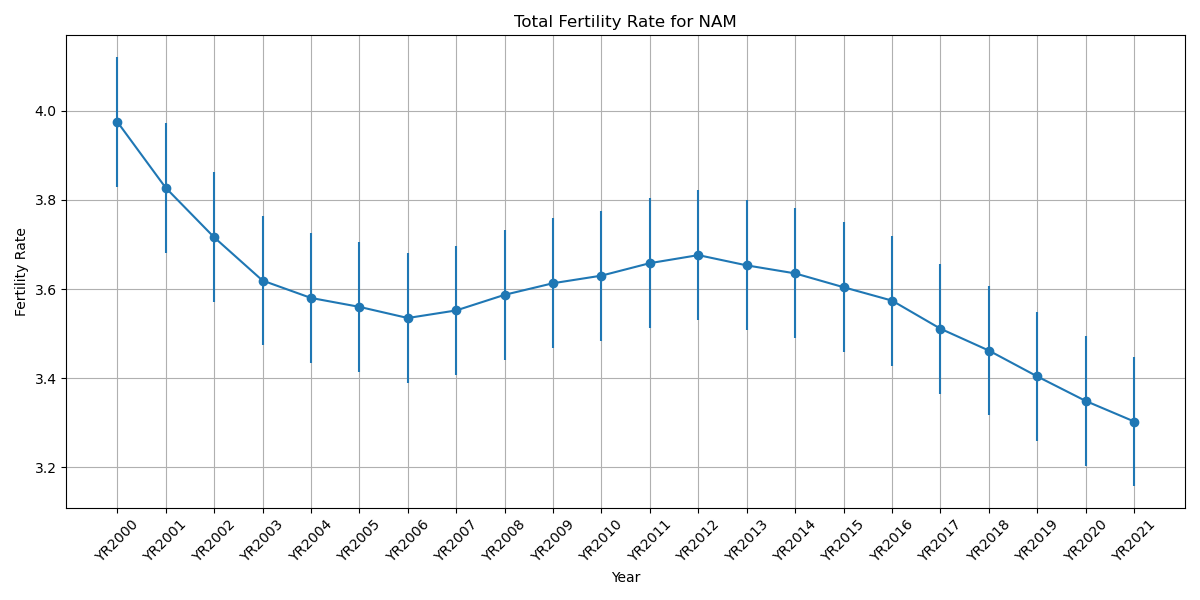 Total Fertility Rate for NAM
Fertility Rate
4.0
3.8
3.6
3.4
3.2
YR2000
YR2001
YR2002
YR2003
YR2004
YR2005
YR2006
YR2007
YR2008
YR2009
YR2010
YR2011
YR2012
YR2013
YR2014
YR2015
YR2016
YR2017
YR2018
YR2019
YR2020
YR2021
Year